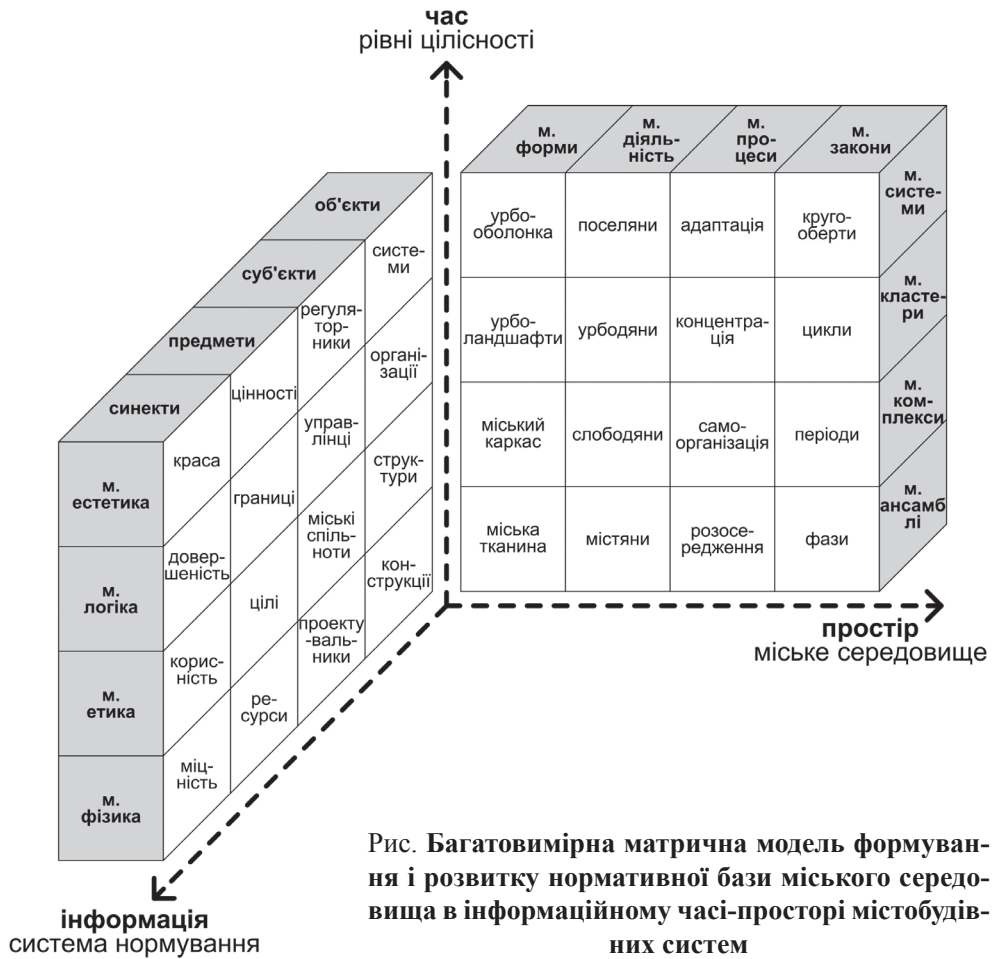 час
рівні цілісності
м.
форми
м.
діяль-
ність
м.
про-
цеси
м.
закони
м.
систе-
ми
м.
класте-
ри
м.
ком-
плекси
м.
ансамб
лі
урбо-
оболонка
поселяни
адаптація
круго-
оберти
урбо-
ландшафти
урбодяни
концентра-
ція
цикли
міський
каркас
слободяни
само-
організація
періоди
міська
тканина
містяни
розосе-
редження
фази
об'єкти
суб'єкти
предмети
синекти
м.
естетика
м.
логіка
м.
етика
м.
фізика
краса
довер-
шеність
корис-
ність
міц-
ність
цінності
границі
цілі
ре-
сурси
регуля-
тор-
ники
управ-
лінці
міські
спіль-
ноти
проекту
-валь-
ники
систе-
ми
органі-
зації
струк-
тури
кон-
струкції
простір
міське середовище
інформація
система нормування
Рис. Багатовимірна матрична модель формуван-
ня і розвитку нормативної бази міського середо-
вища в інформаційному часі-просторі містобудів-
них систем